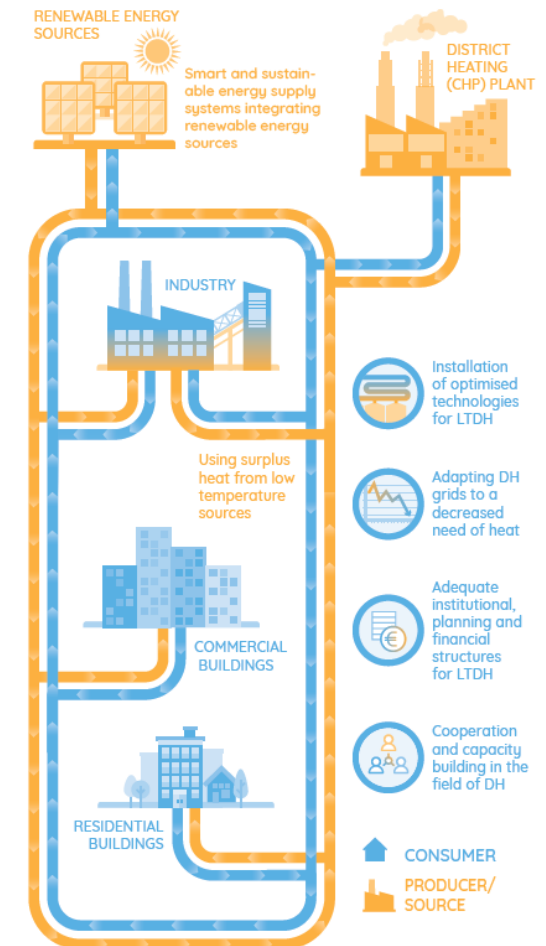 RENEWABLE ENERGY
SOURCES
Smart and sustain-
able energy supply
systems integrating
renewable energy
sources
DISTRICT
HEATING
(CHP) PLANT
INDUSTRY
Using surplus
heat from low
temperature
sources
COMMERCIAL
BUILDINGS
RESIDENTIAL
BUILDINGS
Installation
of optimised
technologies
for LTDH
Adapting DH
grids to a
decreased
need of heat
€
Adequate
institutional,
planning and
financial
structures
for LTDH
Cooperation
and capacity
building in the
field of DH
CONSUMER
PRODUCER/
SOURCE